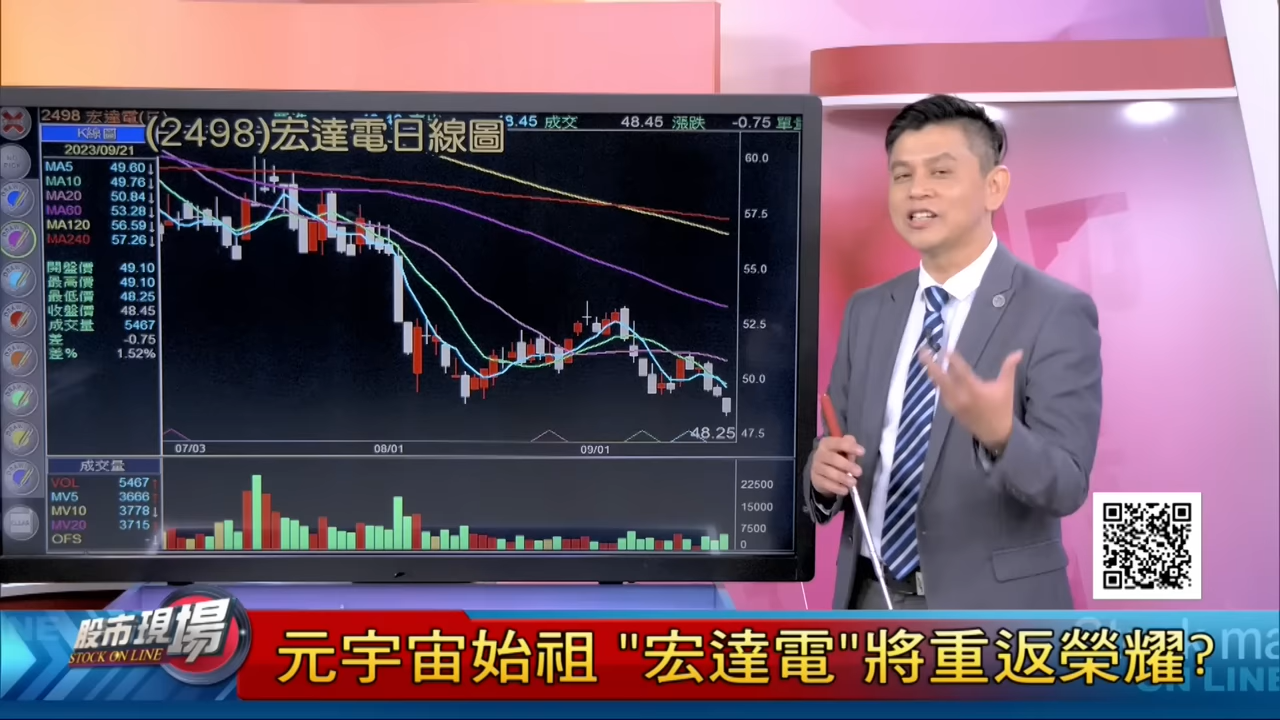 2498 宏達電
(2498)宏達電日線圖
48.45 成交 48.45 漲跌 -0.75 單量
K線圖
2023/09/21
MA5 49.60↓
MA10 49.76↓
MA20 50.84↓
MA60 53.28↓
MA120 56.59↓
MA240 57.26↓
開盤價 49.10
最高價 49.10
最低價 48.25
收盤價 48.45
成交量 5467
差 -0.75
差% 1.52%
60.0
57.5
55.0
52.5
50.0
47.5
48.25
07/03 08/01 09/01
成交量
VOL 5467↑
MV5 3666↑
MV10 3778↓
MV20 3715
OFS -
22500
15000
7500
0
CLEAR
股市現場
STOCK ON LINE
元宇宙始祖 "宏達電"將重返榮耀?
ON LINE